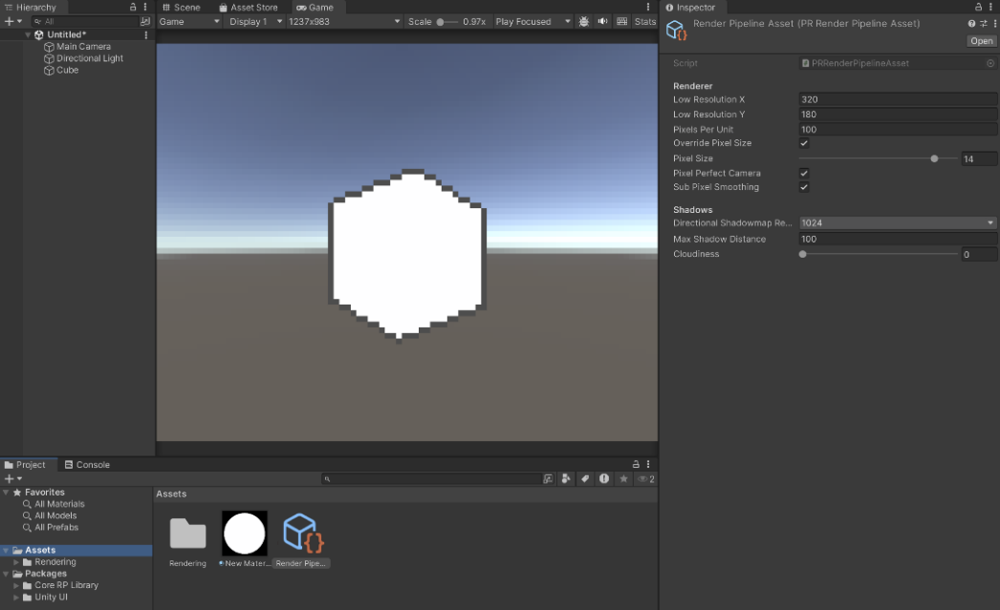 Hierarchy
All
Untitled*
Main Camera
Directional Light
Cube
Scene Asset Store Game
Game Display 1 1237x983 Scale 0.97x Play Focused Stats
Inspector
Render Pipeline Asset (PR Render Pipeline Asset)
Open
Script PRRenderPipelineAsset
Renderer
Low Resolution X 320
Low Resolution Y 180
Pixels Per Unit 100
Override Pixel Size
Pixel Size 14
Pixel Perfect Camera
Sub Pixel Smoothing
Shadows
Directional Shadowmap Re... 1024
Max Shadow Distance 100
Cloudiness 0
Project Console
2
Favorites
All Materials
All Models
All Prefabs
Assets
Rendering
Packages
Core RP Library
Unity UI
Assets
Rendering New Mater... Render Pipe...